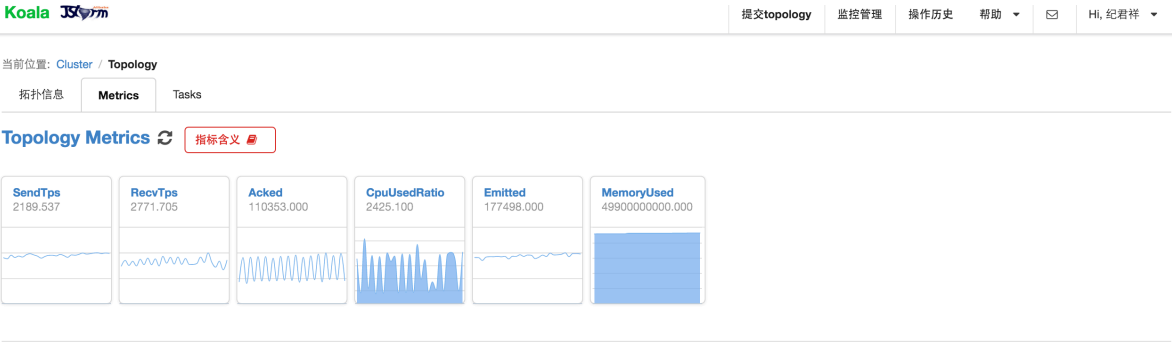 Koala JStorm 提交topology 监控管理 操作历史 帮助 Hi, 纪君祥
当前位置: Cluster / Topology
拓扑信息 Metrics Tasks
Topology Metrics 指标含义
SendTps RecvTps Acked CpuUsedRatio Emitted MemoryUsed
2189.537 2771.705 110353.000 2425.100 177498.000 49900000000.000